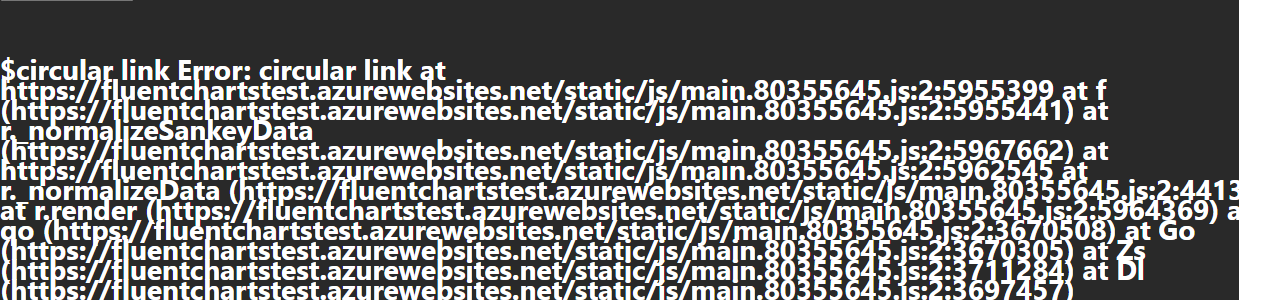 $circular link Error: circular link at
https://fluentchartstest.azurewebsites.net/static/js/main.80355645.js:2:5955399 at f
(https://fluentchartstest.azurewebsites.net/static/js/main.80355645.js:2:5955441) at
r._normalizeSankeyData
(https://fluentchartstest.azurewebsites.net/static/js/main.80355645.js:2:5967662) at
https://fluentchartstest.azurewebsites.net/static/js/main.80355645.js:2:5962545 at
r._normalizeData (https://fluentchartstest.azurewebsites.net/static/js/main.80355645.js:2:4413
at r.render (https://fluentchartstest.azurewebsites.net/static/js/main.80355645.js:2:5964369) a
go (https://fluentchartstest.azurewebsites.net/static/js/main.80355645.js:2:3670508) at Go
(https://fluentchartstest.azurewebsites.net/static/js/main.80355645.js:2:3670305) at Zs
(https://fluentchartstest.azurewebsites.net/static/js/main.80355645.js:2:3711284) at Dl
(https://fluentchartstest.azurewebsites.net/static/js/main.80355645.js:2:3697457)